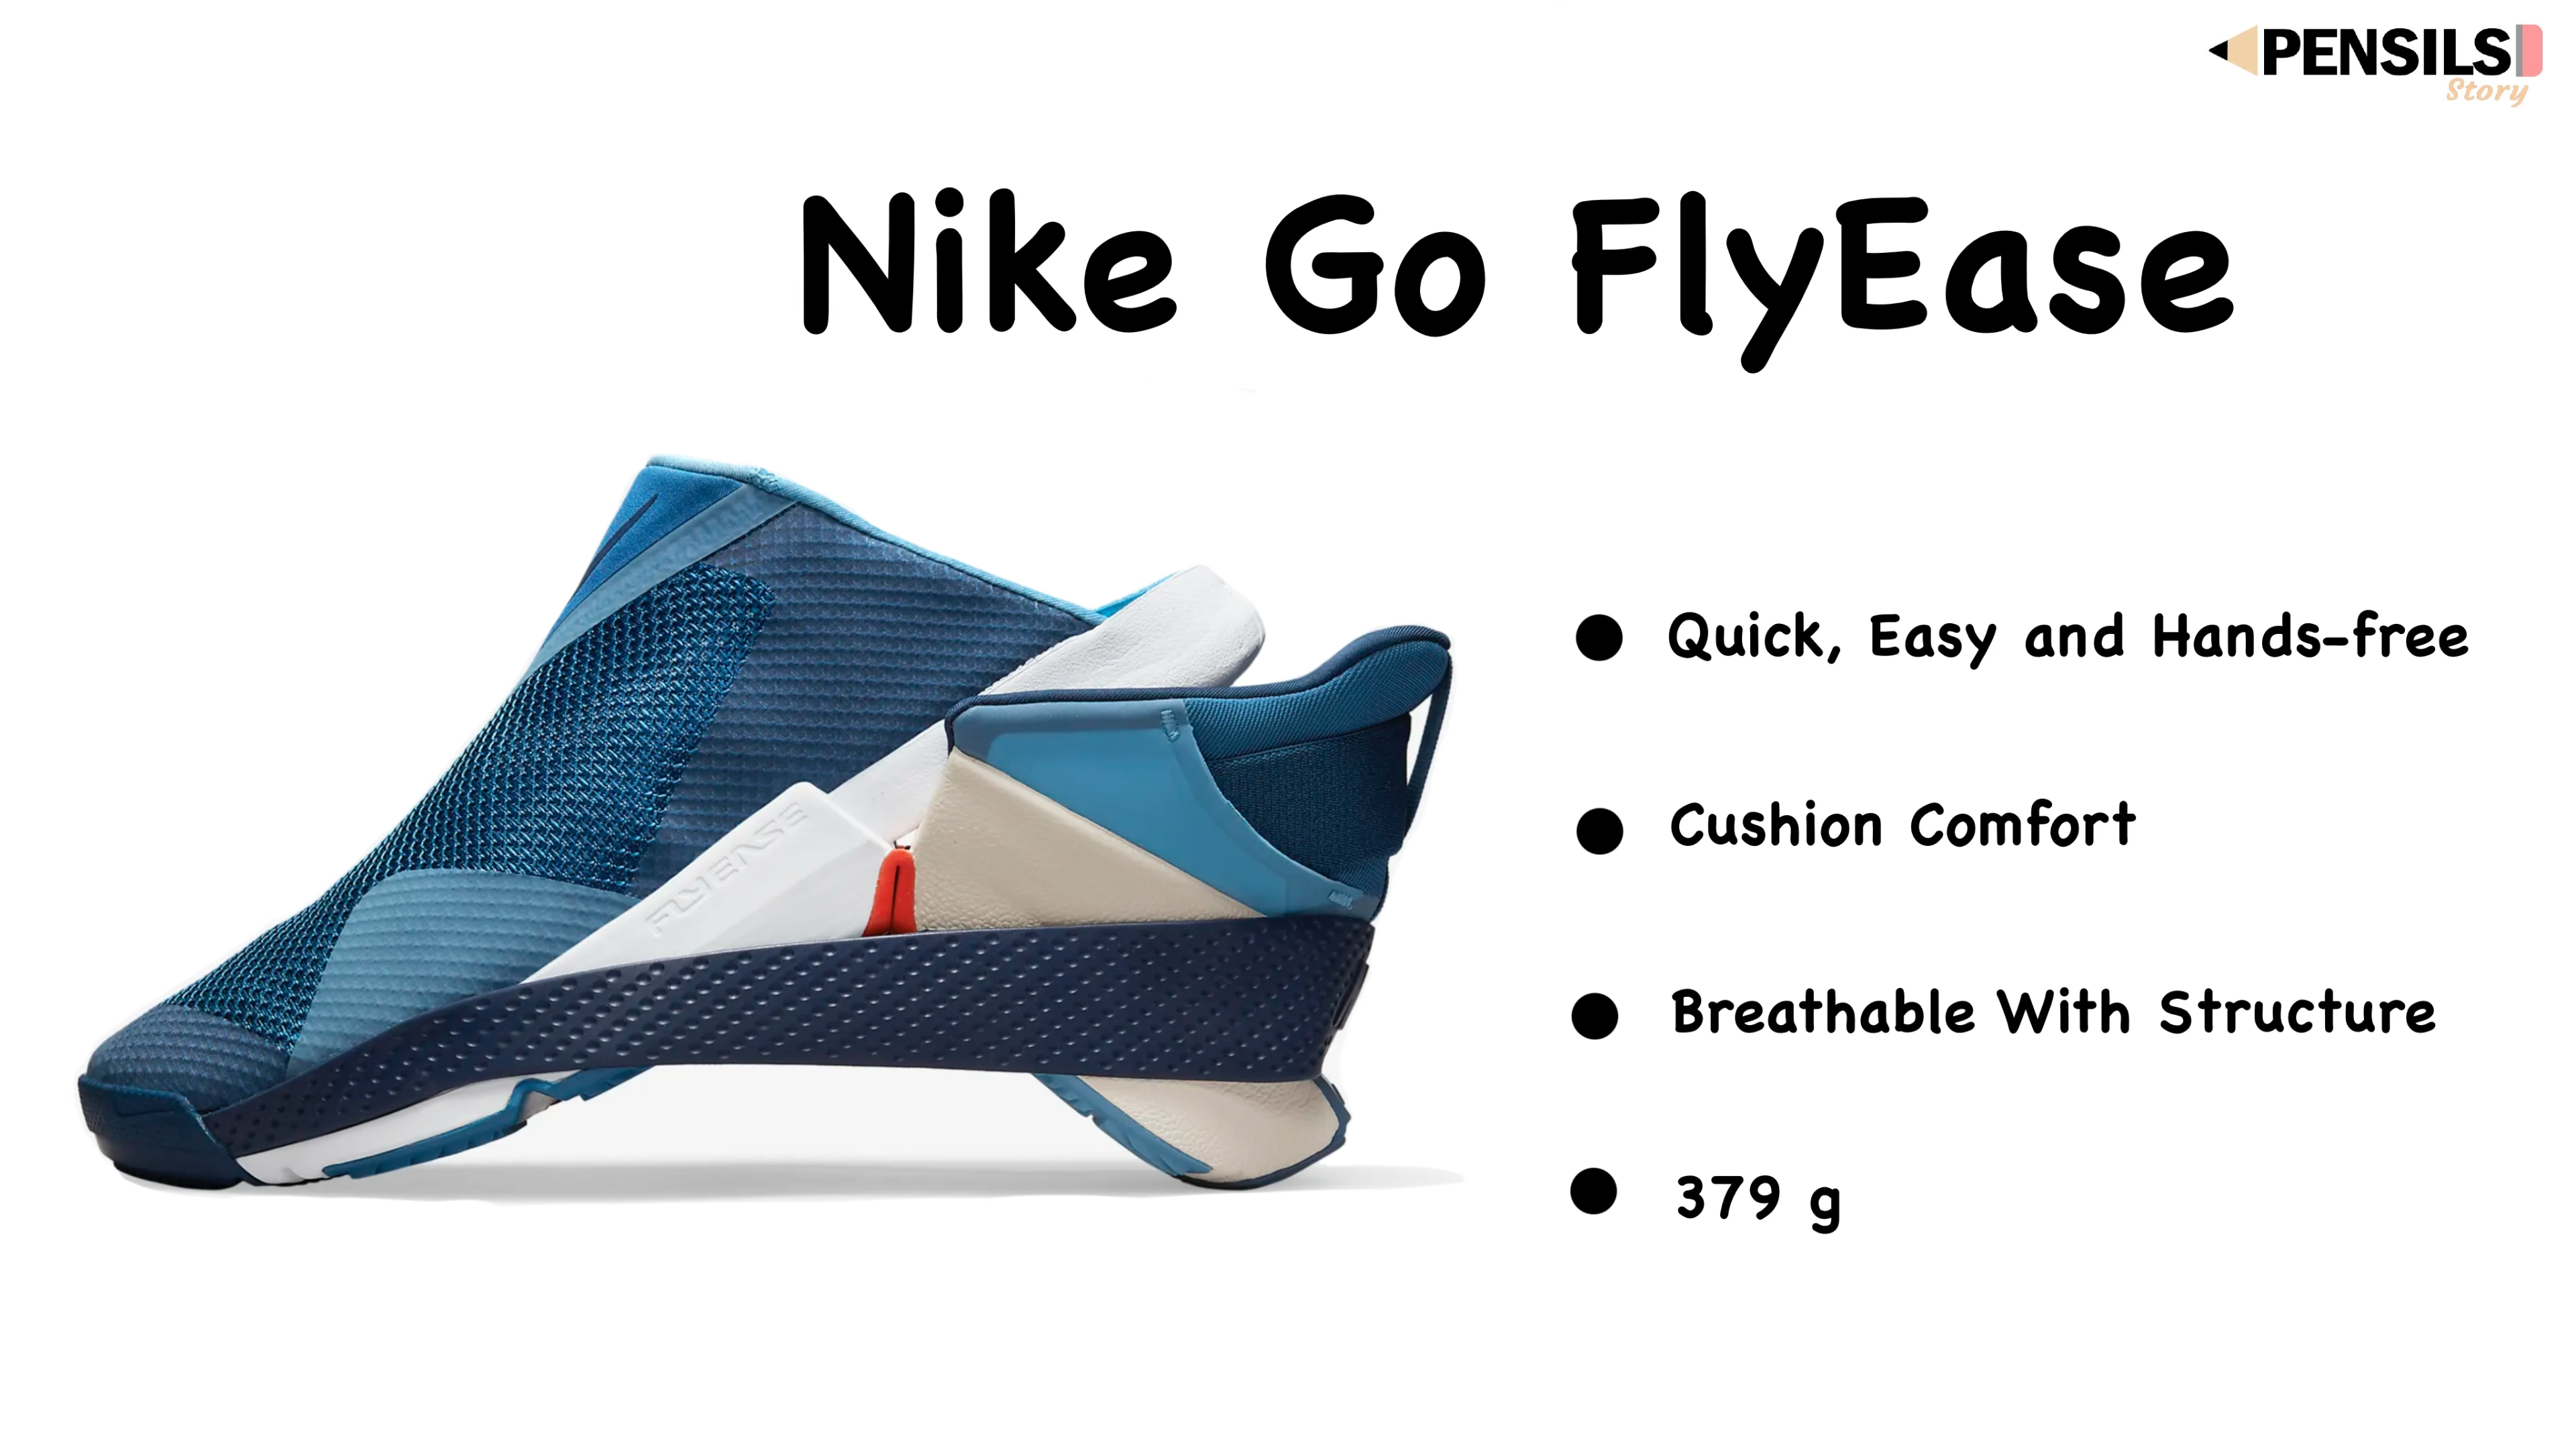 PENSILS
Story
Nike Go FlyEase
Quick, Easy and Hands-free
Cushion Comfort
Breathable With Structure
379 g
FLYEASE